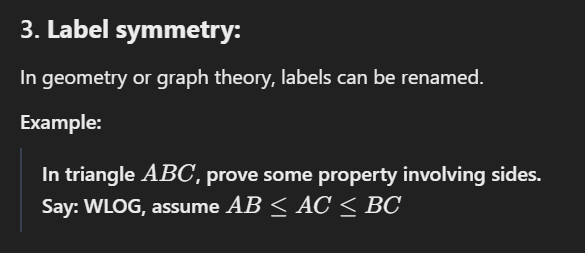 3. Label symmetry:
In geometry or graph theory, labels can be renamed.
Example:
In triangle ABC, prove some property involving sides.
Say: WLOG, assume AB ≤ AC ≤ BC